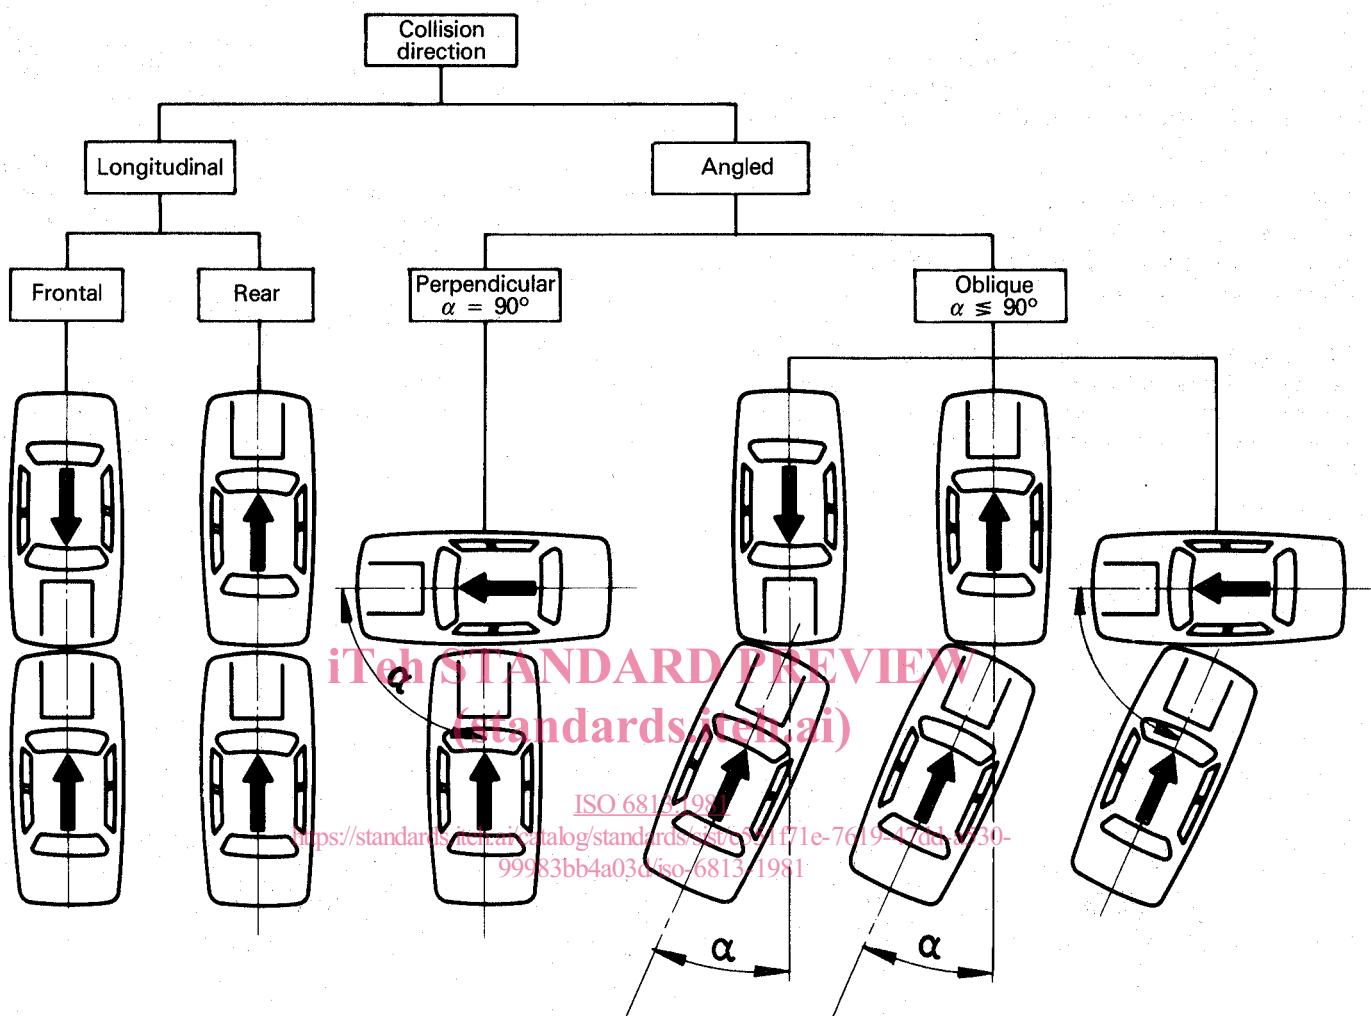 Collision
direction
Longitudinal
Angled
Frontal
Rear
Perpendicular
α = 90°
Oblique
α ≶ 90°
iTeh STANDARD PREVIEW
(standards.iteh.ai)
α
ISO 6813:1981
99983bb4a03d/iso-6813-1981
α
α